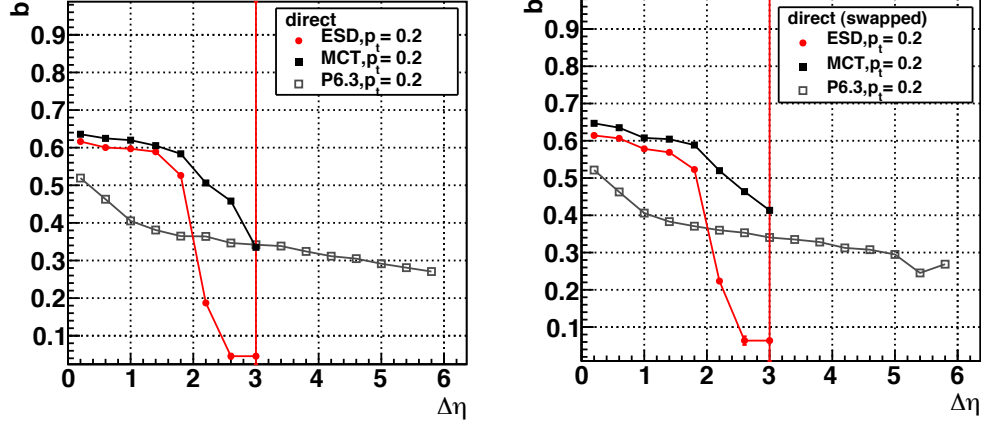 b
direct
ESD,pt= 0.2
MCT,pt= 0.2
P6.3,pt= 0.2
0.9
0.8
0.7
0.6
0.5
0.4
0.3
0.2
0.1
0 1 2 3 4 5 6
Δη
b
direct (swapped)
ESD,pt= 0.2
MCT,pt= 0.2
P6.3,pt= 0.2
0.9
0.8
0.7
0.6
0.5
0.4
0.3
0.2
0.1
0 1 2 3 4 5 6
Δη